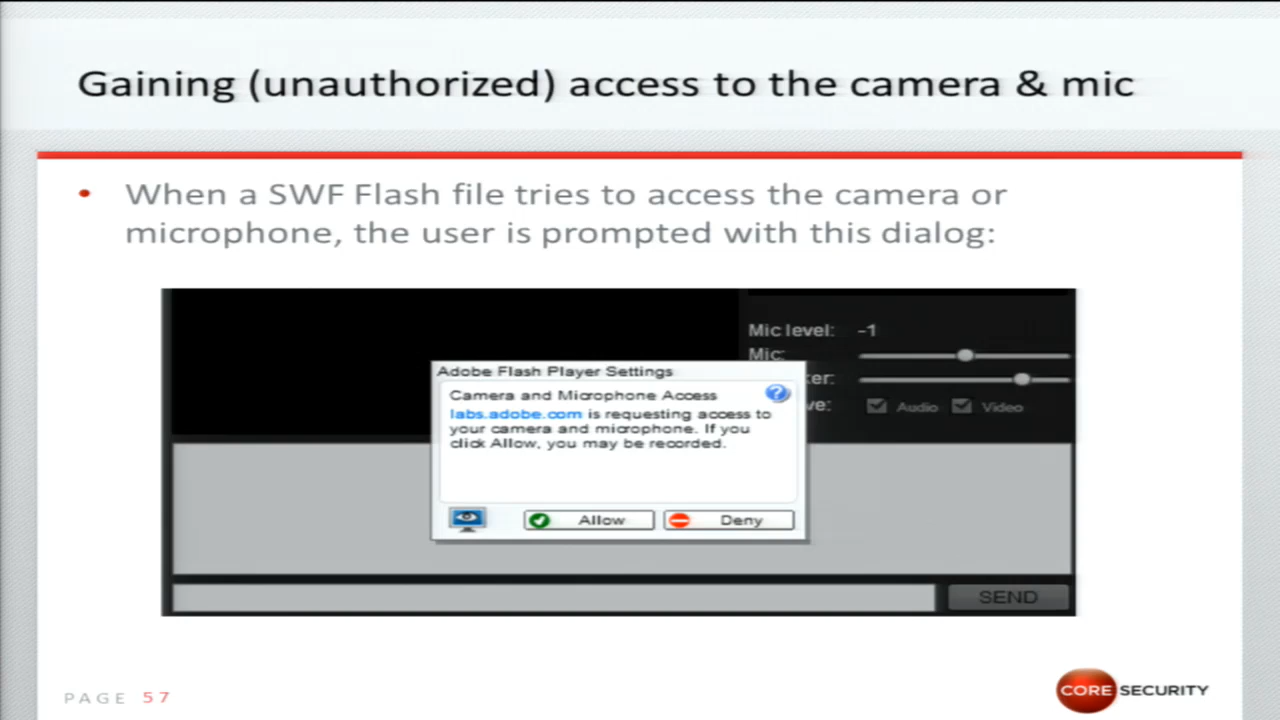 Gaining (unauthorized) access to the camera & mic
• When a SWF Flash file tries to access the camera or
microphone, the user is prompted with this dialog:
Mic level: -1
Mic:
ker:
ve: Audio Video
Adobe Flash Player Settings
Camera and Microphone Access
labs.adobe.com is requesting access to
your camera and microphone. If you
click Allow, you may be recorded.
Allow Deny
SEND
PAGE 57
CORE SECURITY